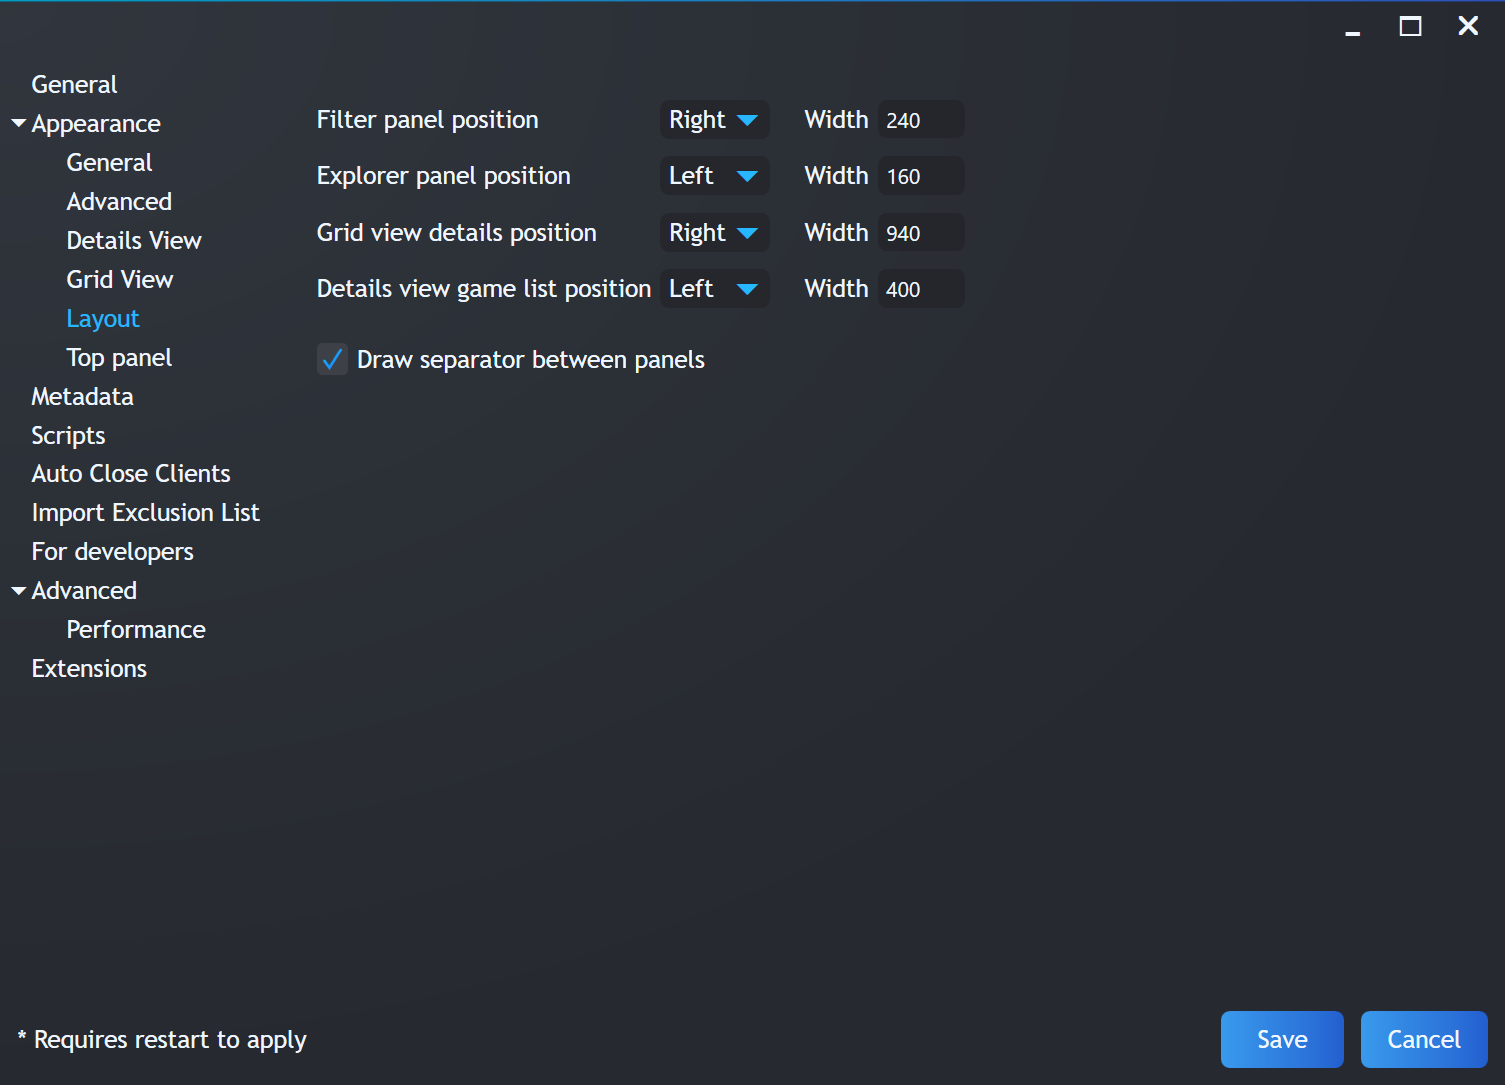 General
Appearance
General
Advanced
Details View
Grid View
Layout
Top panel
Metadata
Scripts
Auto Close Clients
Import Exclusion List
For developers
Advanced
Performance
Extensions
Filter panel position Right Width 240
Explorer panel position Left Width 160
Grid view details position Right Width 940
Details view game list position Left Width 400
Draw separator between panels
* Requires restart to apply
Save Cancel